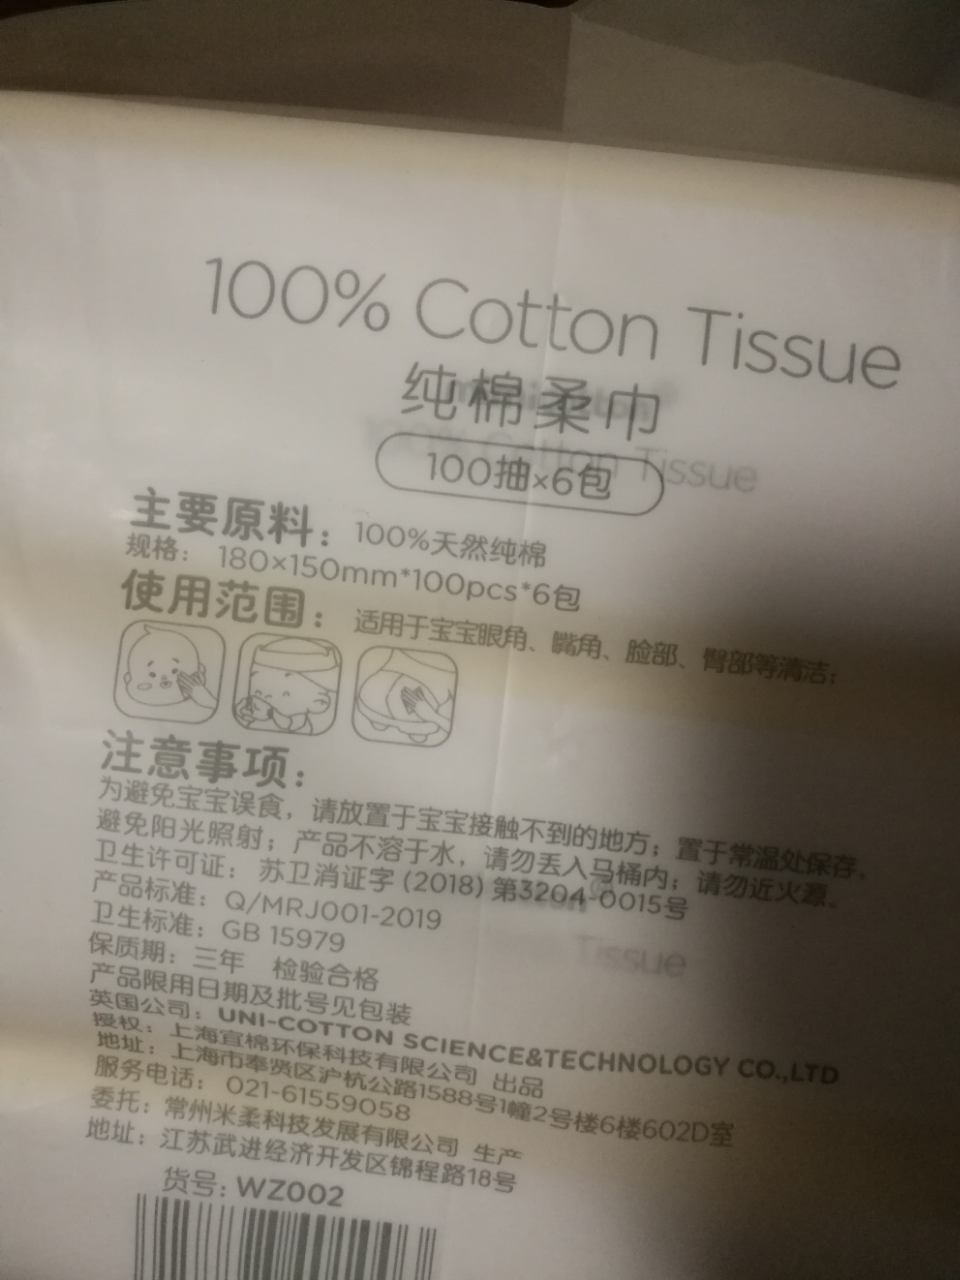 100% Cotton Tissue
纯棉柔巾
100抽×6包
Tissue
主要原料：100%天然纯棉
规格：180×150mm*100pcs*6包
使用范围：适用于宝宝眼角、嘴角、脸部、臀部等清洁；
注意事项：
为避免宝宝误食，请放置于宝宝接触不到的地方；置于常温处保存，
避免阳光照射；产品不溶于水，请勿丢入马桶内；请勿近火源。
卫生许可证：苏卫消证字(2018)第3204-0015号
产品标准：Q/MRJ001-2019
卫生标准：GB 15979
Tissue
保质期：三年 检验合格
产品限用日期及批号见包装
英国公司：UNI-COTTON SCIENCE&TECHNOLOGY CO.,LTD
授权：上海宜棉环保科技有限公司 出品
地址：上海市奉贤区沪杭公路1588号1幢2号楼6楼602D室
服务电话：021-61559058
委托：常州米柔科技发展有限公司 生产
地址：江苏武进经济开发区锦程路18号
货号：WZ002